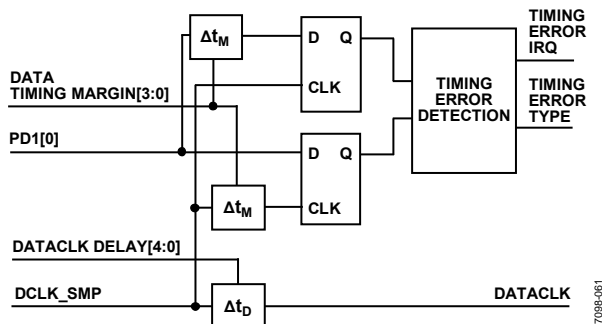 TIMING
ERROR
IRQ
Δt_M
D Q
CLK
DATA
TIMING MARGIN[3:0]
TIMING
ERROR
DETECTION
TIMING
ERROR
TYPE
PD1[0]
D Q
CLK
Δt_M
DATACLK DELAY[4:0]
DCLK_SMP
Δt_D
DATACLK
7098-061